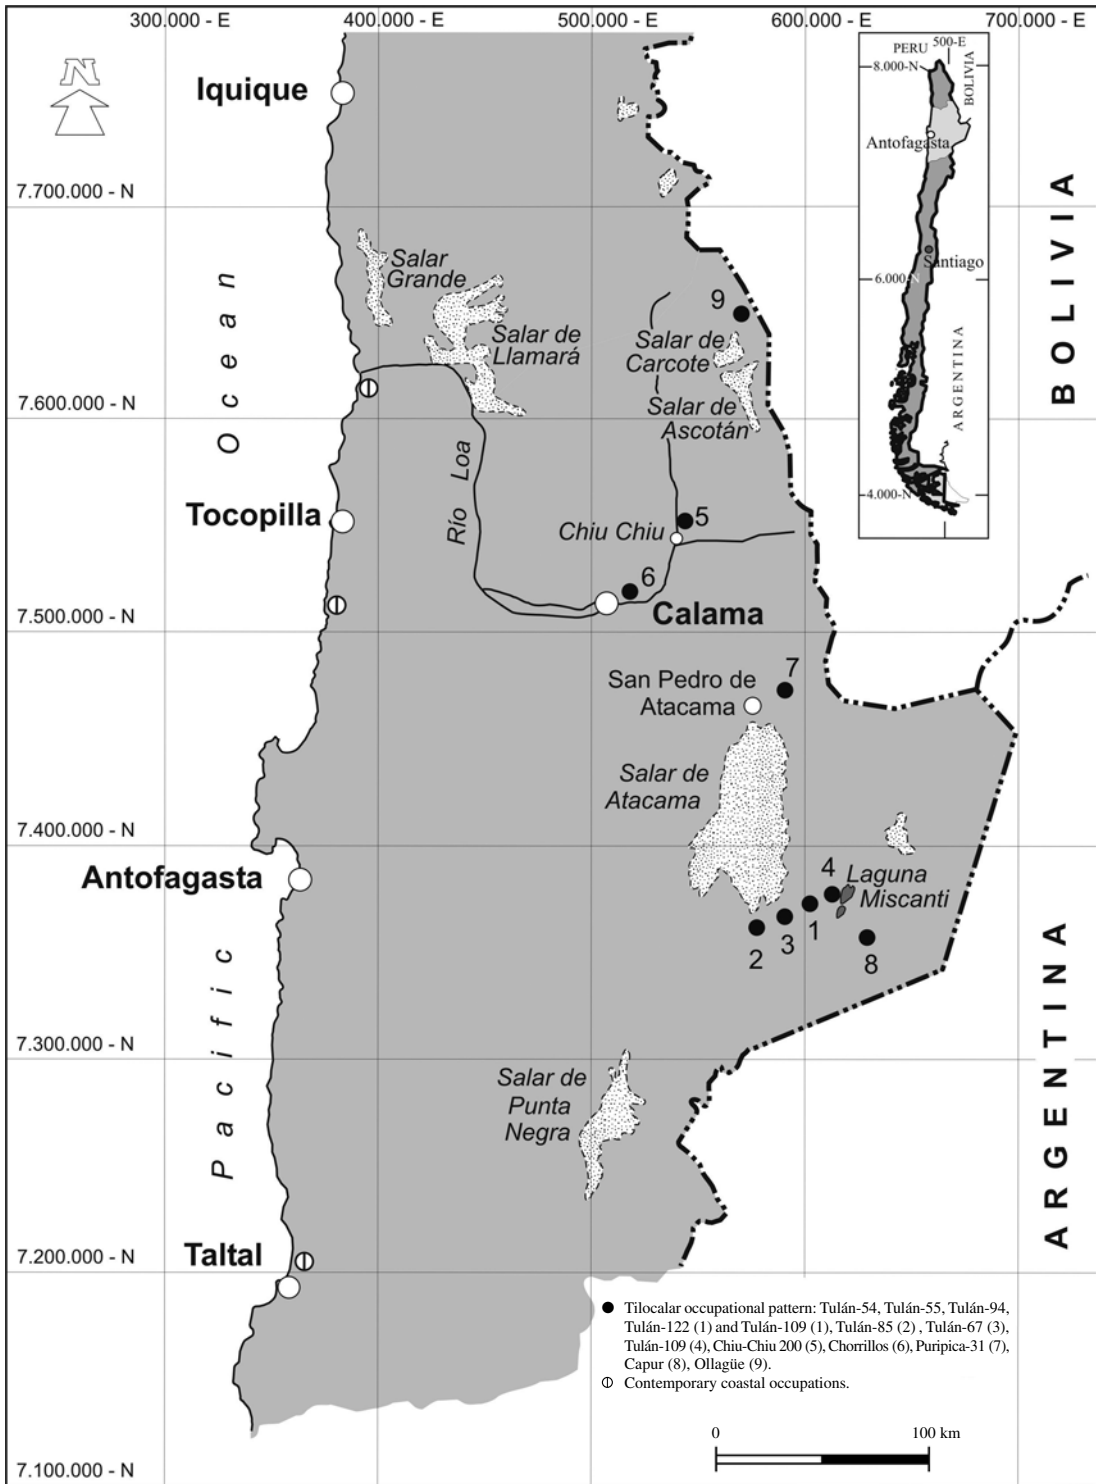 300.000 - E
400.000 - E
500.000 - E
600.000 - E
700.000 - E
N
Iquique
PERU
500-E
8.000-N
BOLIVIA
Antofagasta
Santiago
6.000-N
ARGENTINA
4.000-N
7.700.000 - N
BOLIVIA
Salar
Grande
Salar de
Llamará
9
Salar de
Carcote
Salar de
Ascotán
7.600.000 - N
Pacific Ocean
Río Loa
Tocopilla
Chiu Chiu
5
6
Calama
7.500.000 - N
7
San Pedro de
Atacama
Salar de
Atacama
7.400.000 - N
Antofagasta
4
Laguna
Miscanti
1
3
2
8
ARGENTINA
7.300.000 - N
Salar de
Punta
Negra
7.200.000 - N
Taltal
Tilocalar occupational pattern: Tulán-54, Tulán-55, Tulán-94,
Tulán-122 (1) and Tulán-109 (1), Tulán-85 (2) , Tulán-67 (3),
Tulán-109 (4), Chiu-Chiu 200 (5), Chorrillos (6), Puripica-31 (7),
Capur (8), Ollagüe (9).
Contemporary coastal occupations.
0
100 km
7.100.000 - N